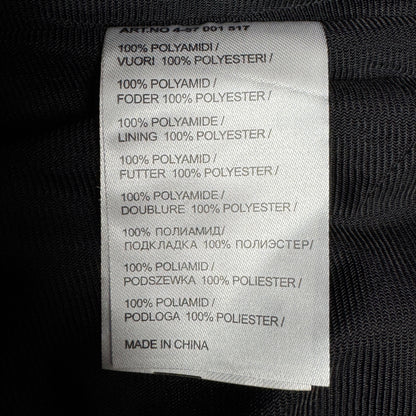 ART.NO 4-97 001 517
100% POLYAMIDI /
VUORI 100% POLYESTERI /
100% POLYAMID /
FODER 100% POLYESTER /
100% POLYAMIDE /
LINING 100% POLYESTER /
100% POLYAMID /
FUTTER 100% POLYESTER /
100% POLYAMIDE /
DOUBLURE 100% POLYESTER /
100% ПОЛИАМИД/
ПОДКЛАДКА 100% ПОЛИЭСТЕР/
100% POLIAMID /
PODSZEWKA 100% POLIESTER /
100% POLIAMID /
PODLOGA 100% POLIESTER /
MADE IN CHINA